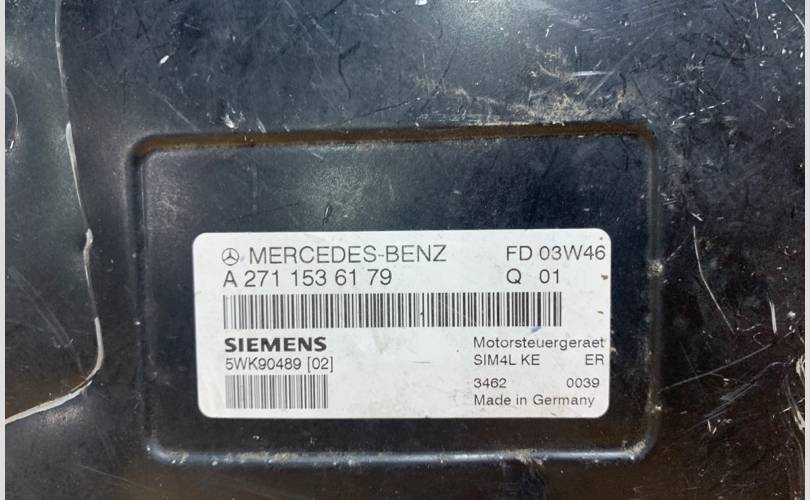 MERCEDES-BENZ FD 03W46
A 271 153 61 79 Q 01
SIEMENS Motorsteuergeraet
5WK90489 [02] SIM4L KE ER
3462 0039
Made in Germany